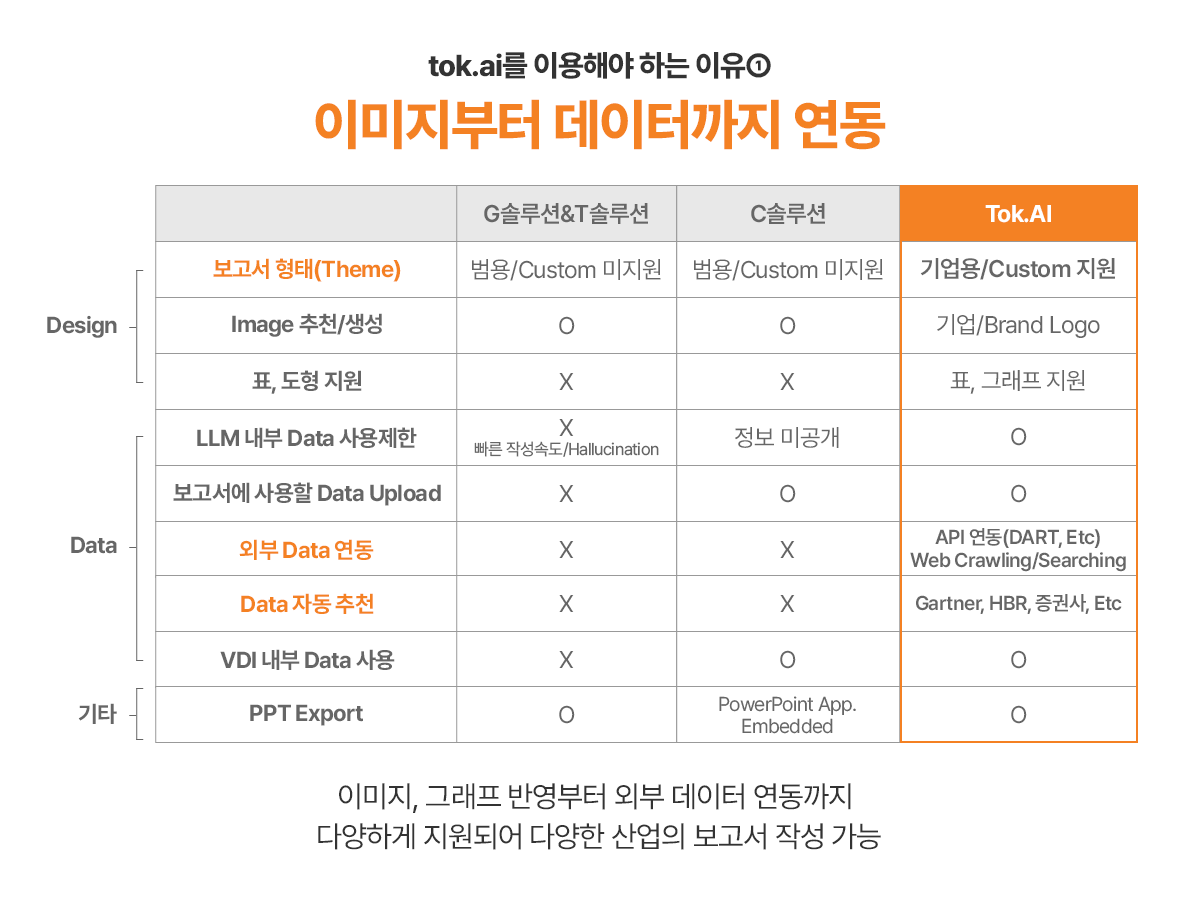 tok.ai를 이용해야 하는 이유①
이미지부터 데이터까지 연동
G솔루션&T솔루션 C솔루션 Tok.AI
Design
보고서 형태(Theme) 범용/Custom 미지원 범용/Custom 미지원 기업용/Custom 지원
Image 추천/생성 O O 기업/Brand Logo
표, 도형 지원 X X 표, 그래프 지원
Data
LLM 내부 Data 사용제한 X 정보 미공개 O
빠른 작성속도/Hallucination
보고서에 사용할 Data Upload X O O
외부 Data 연동 X X API 연동(DART, Etc)
Web Crawling/Searching
Data 자동 추천 X X Gartner, HBR, 증권사, Etc
VDI 내부 Data 사용 X O O
기타
PPT Export O PowerPoint App. O
Embedded
이미지, 그래프 반영부터 외부 데이터 연동까지
다양하게 지원되어 다양한 산업의 보고서 작성 가능